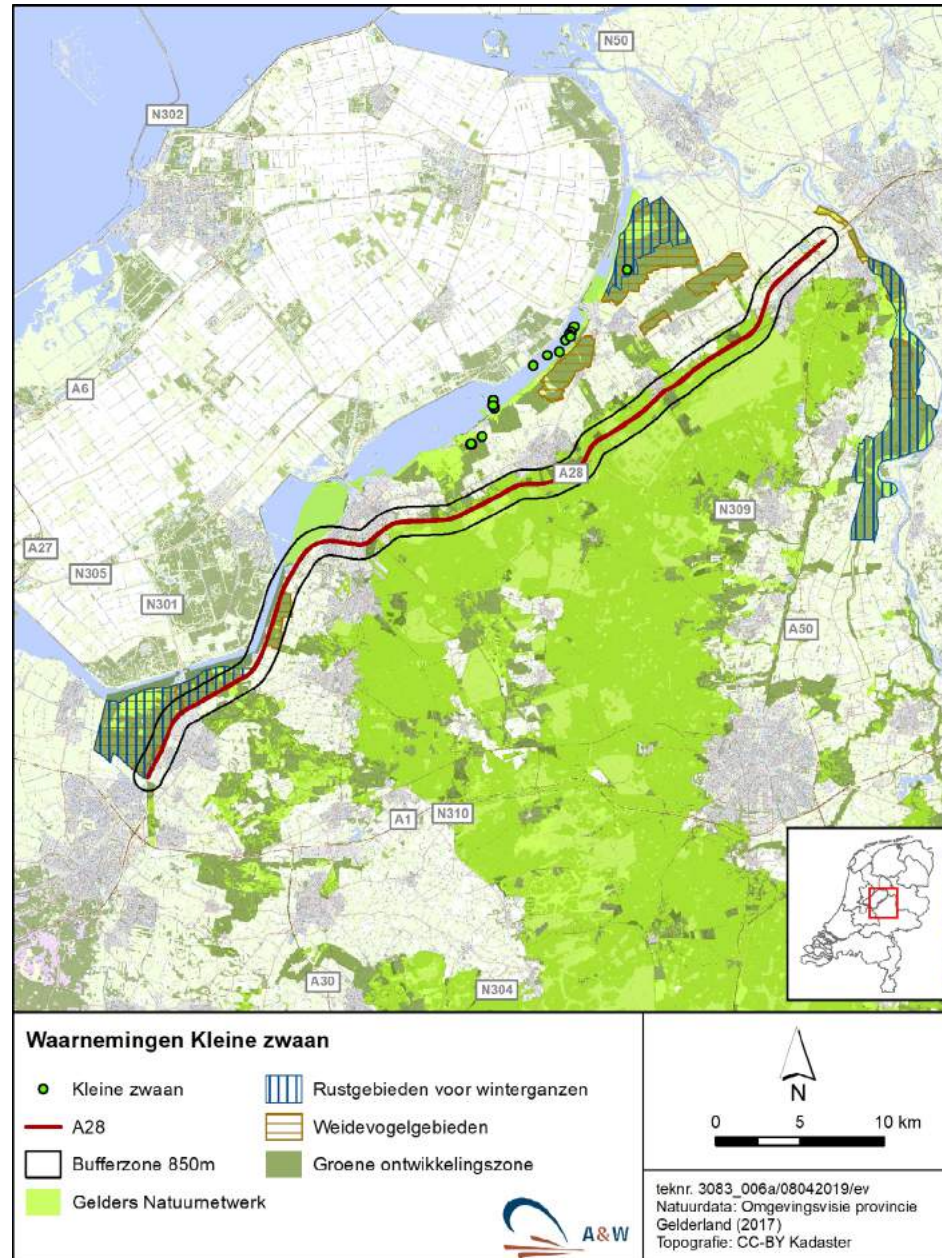 N50
N302
A6
A28
N309
A27
N305
N301
A50
N310
A1
A30
N304
Waarnemingen Kleine zwaan
Kleine zwaan
A28
Bufferzone 850m
Gelders Natuurnetwerk
Rustgebieden voor winterganzen
Weidevogelgebieden
Groene ontwikkelingszone
A&W
N
0 5 10 km
teknr. 3083_006a/08042019/ev
Natuurdata: Omgevingsvisie provincie
Gelderland (2017)
Topografie: CC-BY Kadaster